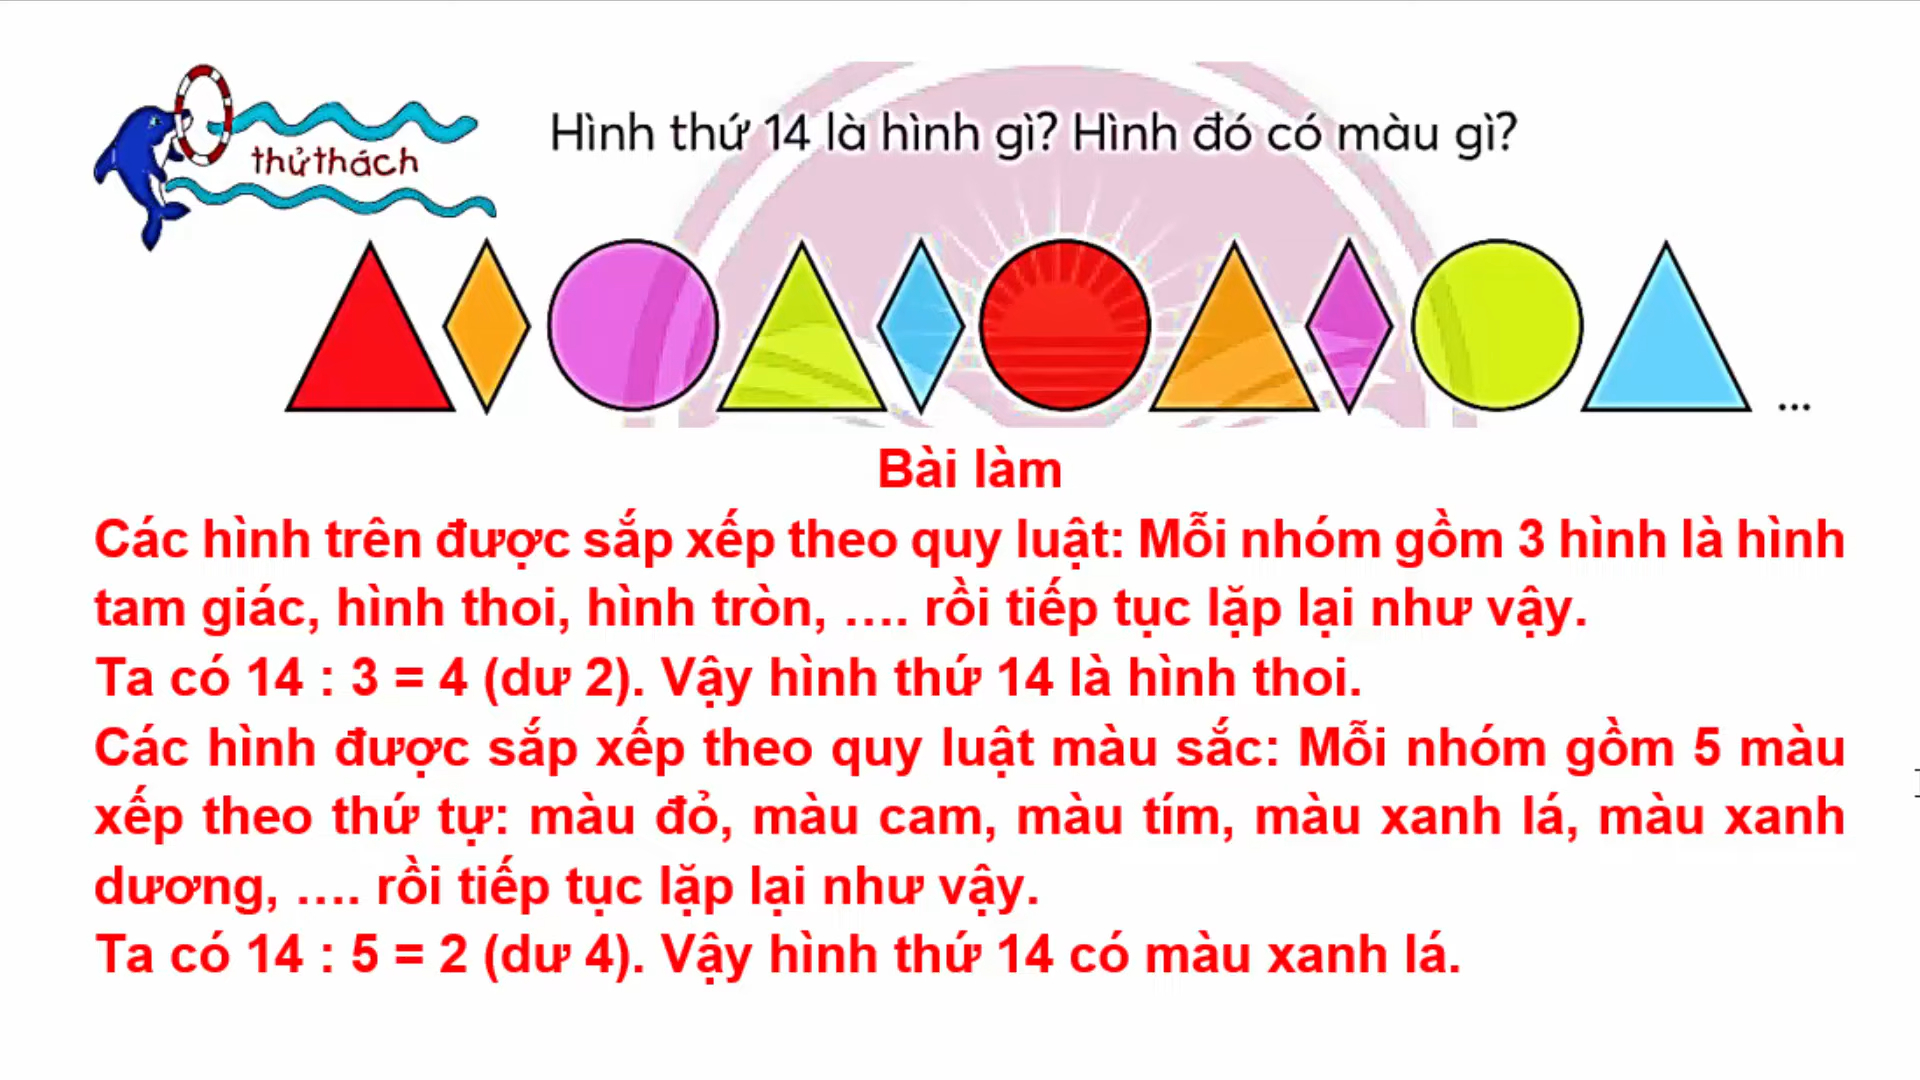 thử thách
Hình thứ 14 là hình gì? Hình đó có màu gì?
...
Bài làm
Các hình trên được sắp xếp theo quy luật: Mỗi nhóm gồm 3 hình là hình
tam giác, hình thoi, hình tròn, .... rồi tiếp tục lặp lại như vậy.
Ta có 14 : 3 = 4 (dư 2). Vậy hình thứ 14 là hình thoi.
Các hình được sắp xếp theo quy luật màu sắc: Mỗi nhóm gồm 5 màu
xếp theo thứ tự: màu đỏ, màu cam, màu tím, màu xanh lá, màu xanh
dương, .... rồi tiếp tục lặp lại như vậy.
Ta có 14 : 5 = 2 (dư 4). Vậy hình thứ 14 có màu xanh lá.